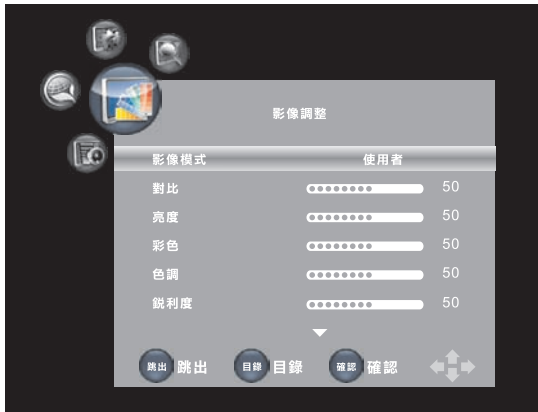 影像調整
影像模式 使用者
對比 50
亮度 50
彩色 50
色調 50
鋭利度 50
跳出 跳出 目錄 目錄 確認 確認